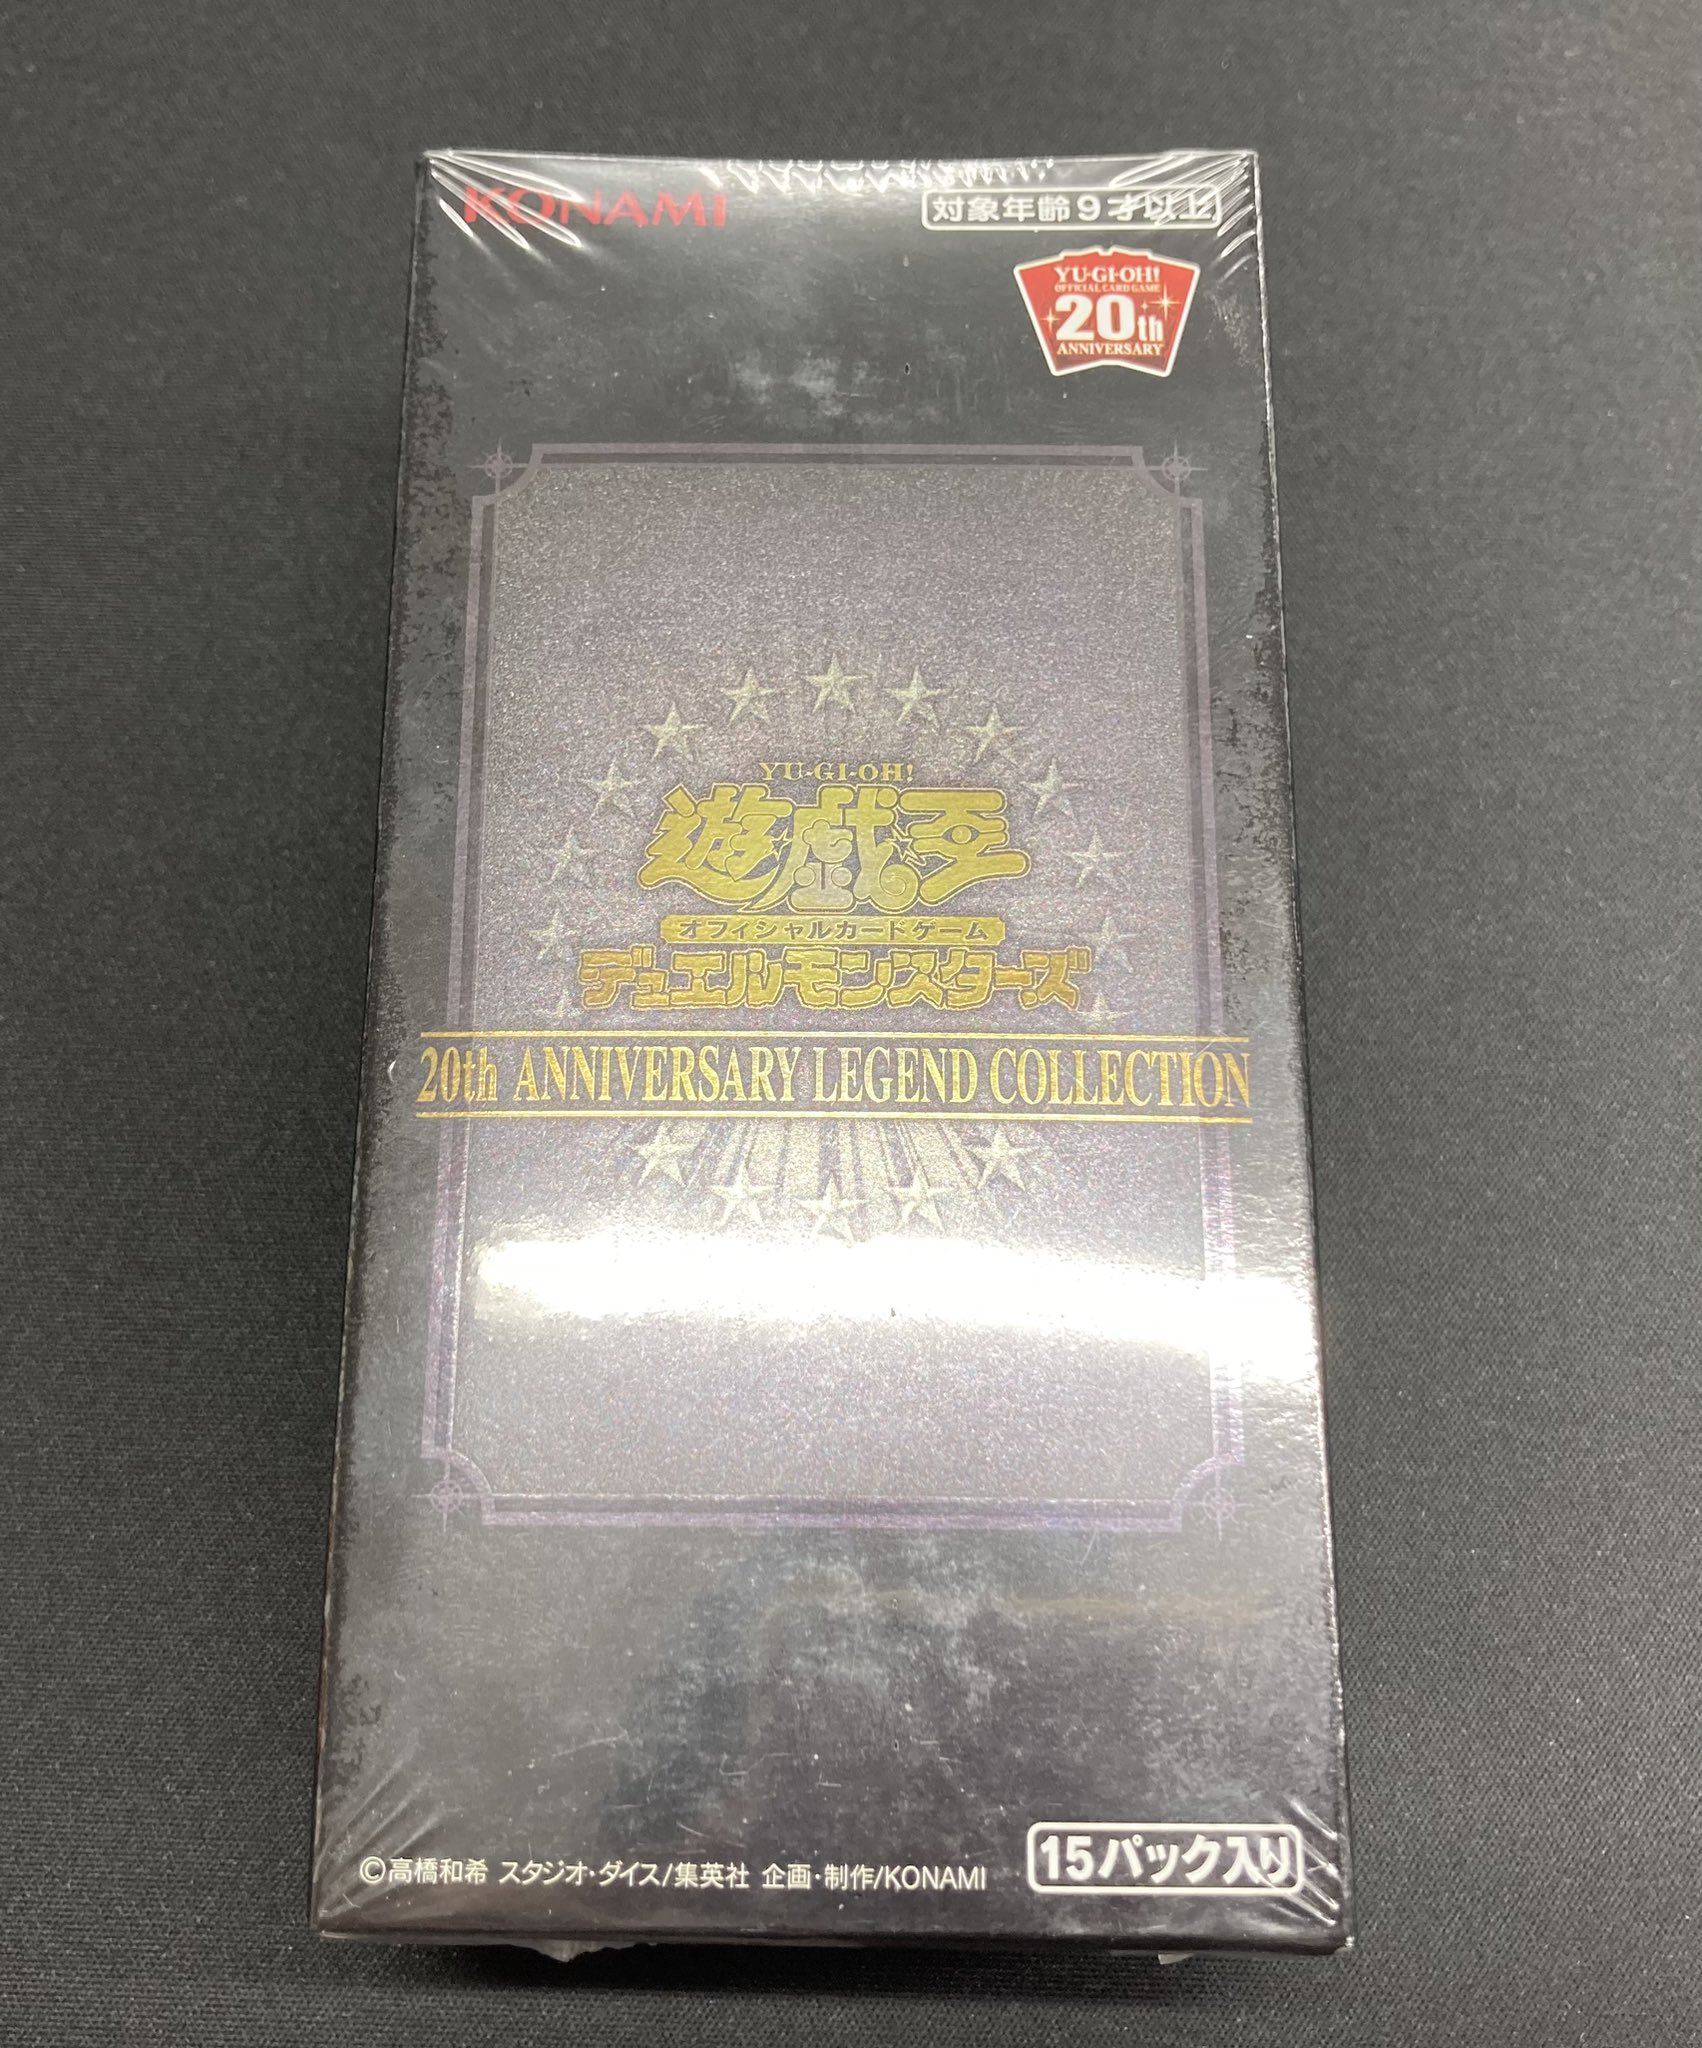 KONAMI
対象年齢9才以上
YU-GI-OH!
OFFICIAL CARD GAME
20th
ANNIVERSARY
YU-GI-OH!
遊戯王
オフィシャルカードゲーム
デュエルモンスターズ
20th ANNIVERSARY LEGEND COLLECTION
©高橋和希 スタジオ・ダイス/集英社 企画・制作/KONAMI
15パック入り